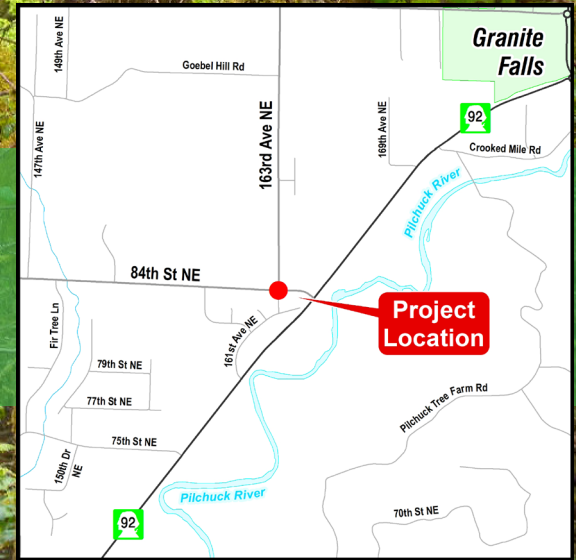 149th Ave NE
Goebel Hill Rd
Granite
Falls
147th Ave NE
163rd Ave NE
169th Ave NE
92
Crooked Mile Rd
Pilchuck River
84th St NE
Project
Location
Fir Tree Ln
161st Ave NE
79th St NE
77th St NE
Pilchuck Tree Farm Rd
75th St NE
150th Dr
NE
Pilchuck River
92
70th St NE